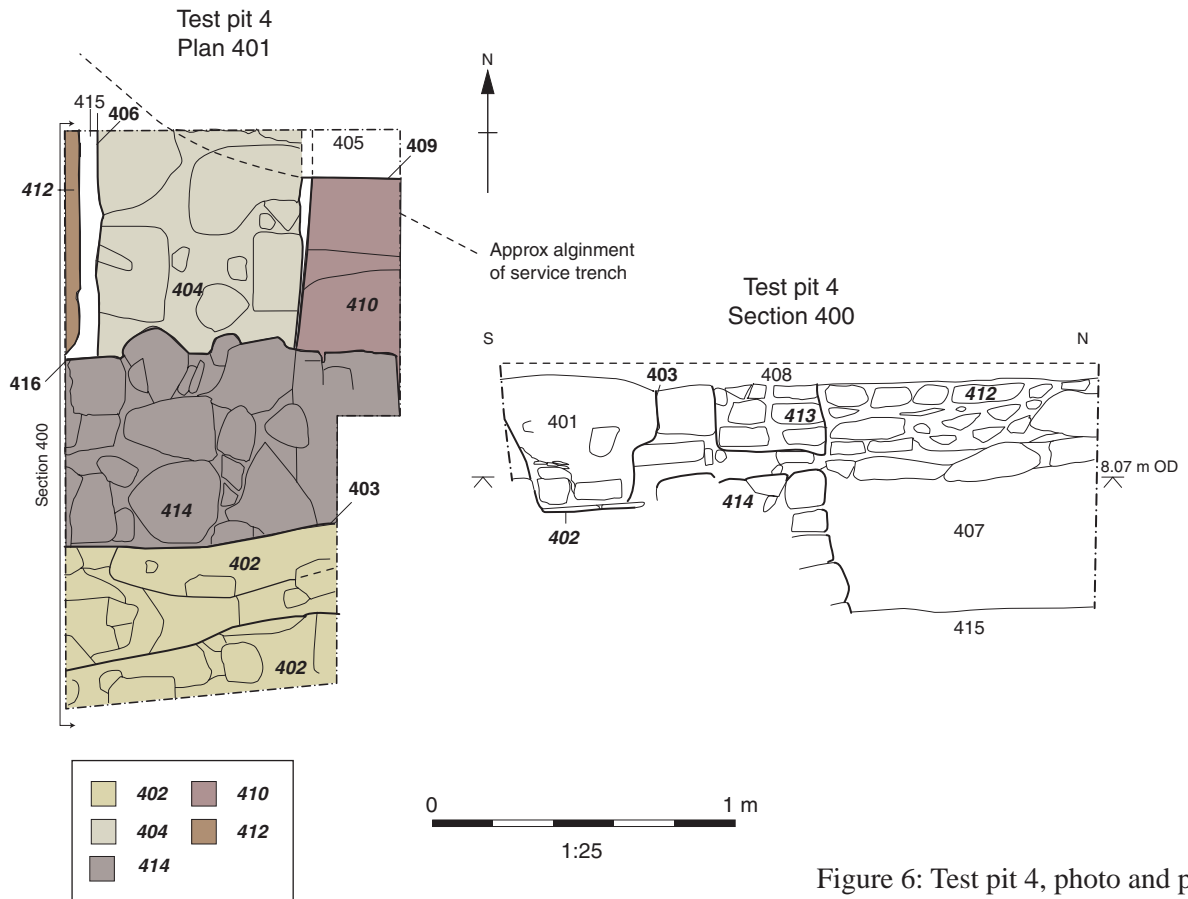 Test pit 4
Plan 401
N
415
406
405
409
412
Approx alginment
of service trench
404
410
416
Section 400
414
403
402
402
Test pit 4
Section 400
S
N
403
408
412
401
413
8.07 m OD
414
402
407
415
402
410
404
412
414
0
1 m
1:25
Figure 6: Test pit 4, photo and p